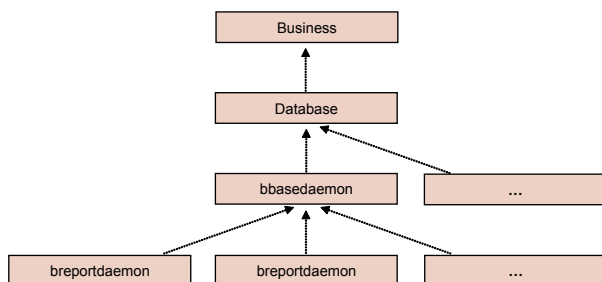 Business
Database
bbasedaemon
...
breportdaemon
breportdaemon
...